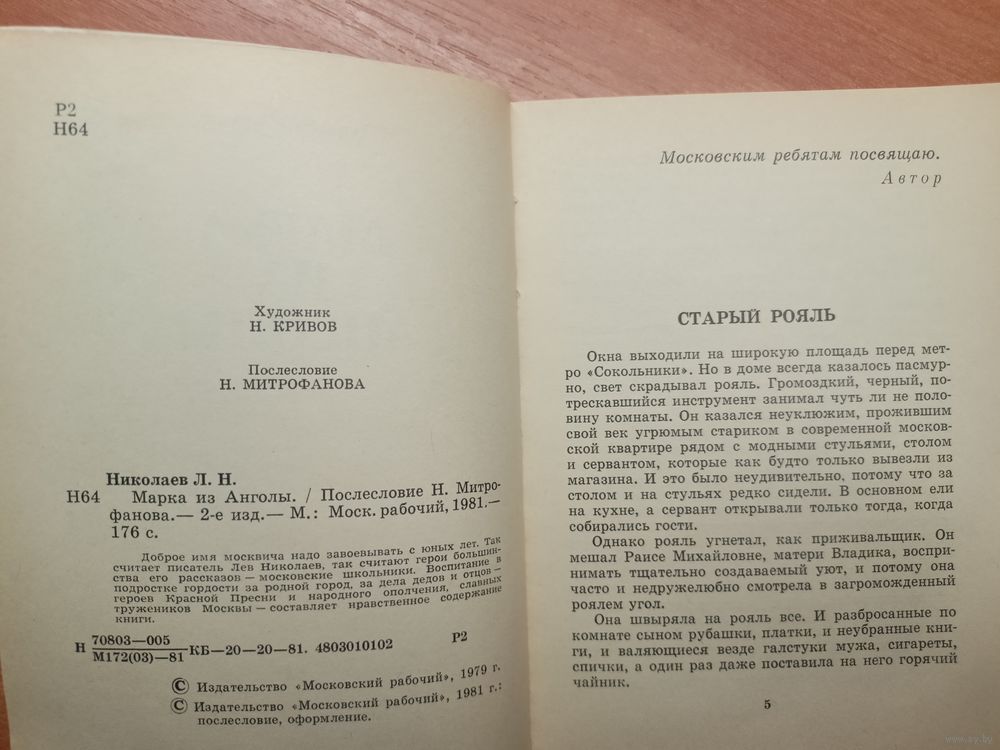 Р2
Н64
Художник
Н. КРИВОВ
Послесловие
Н. МИТРОФАНОВА
Николаев Л. Н.
Н64 Марка из Анголы. / Послесловие Н. Митро-
фанова.— 2-е изд.— М.: Моск. рабочий, 1981.—
176 с.
Доброе имя москвича надо завоевывать с юных лет. Так
считает писатель Лев Николаев, так считают герои большин-
ства его рассказов — московские школьники. Воспитание в
подростке гордости за родной город, за дела дедов и отцов —
героев Красной Пресни и народного ополчения, славных
тружеников Москвы — составляет нравственное содержание
книги.
Н 70803—005
М172(03)—81 КБ—20—20—81. 4803010102 Р2
© Издательство «Московский рабочий», 1979 г.
© Издательство «Московский рабочий», 1981 г.:
послесловие, оформление.
Московским ребятам посвящаю.
Автор
СТАРЫЙ РОЯЛЬ
Окна выходили на широкую площадь перед мет-
ро «Сокольники». Но в доме всегда казалось пасмур-
но, свет скрадывал рояль. Громоздкий, черный, по-
трескавшийся инструмент занимал чуть ли не поло-
вину комнаты. Он казался неуклюжим, прожившим
свой век угрюмым стариком в современной москов-
ской квартире рядом с модными стульями, столом
и сервантом, которые как будто только вывезли из
магазина. И это было неудивительно, потому что за
столом и на стульях редко сидели. В основном ели
на кухне, а сервант открывали только тогда, когда
собирались гости.
Однако рояль угнетал, как приживальщик. Он
мешал Раисе Михайловне, матери Владика, воспри-
нимать тщательно создаваемый уют, и потому она
часто и недружелюбно смотрела в загроможденный
роялем угол.
Она швыряла на рояль все. И разбросанные по
комнате сыном рубашки, платки, и неубранные кни-
ги, и валяющиеся везде галстуки мужа, сигареты,
спички, а один раз даже поставила на него горячий
чайник.
5
www.ay.by